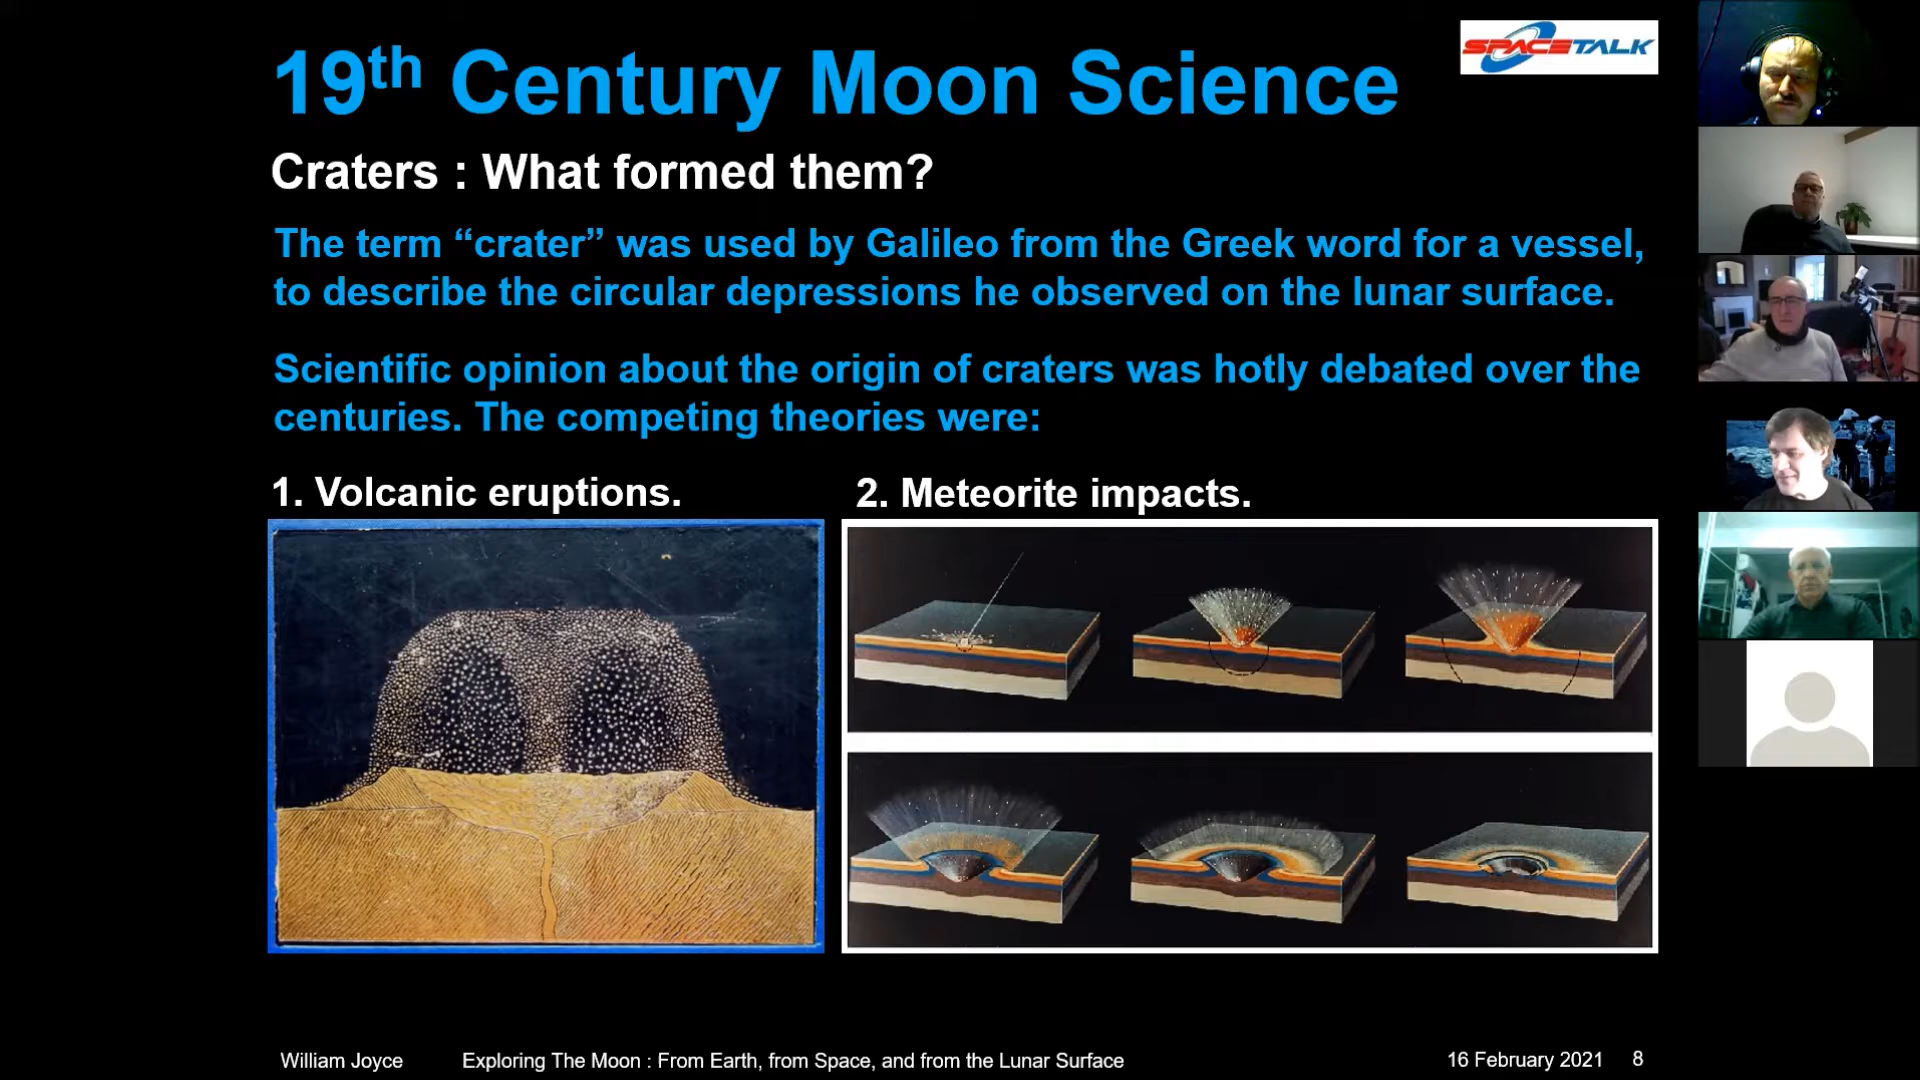 19th Century Moon Science
SPACETALK
Craters : What formed them?
The term “crater” was used by Galileo from the Greek word for a vessel,
to describe the circular depressions he observed on the lunar surface.
Scientific opinion about the origin of craters was hotly debated over the
centuries. The competing theories were:
1. Volcanic eruptions.
2. Meteorite impacts.
William Joyce
Exploring The Moon : From Earth, from Space, and from the Lunar Surface
16 February 2021
8